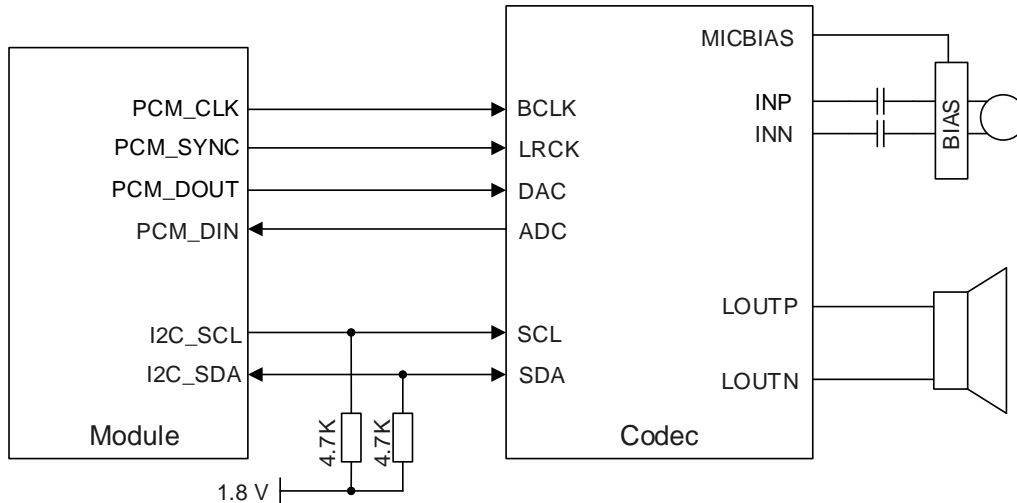 MICBIAS
PCM_CLK
BCLK
INP
PCM_SYNC
LRCK
INN
BIAS
PCM_DOUT
DAC
PCM_DIN
ADC
LOUTP
I2C_SCL
SCL
I2C_SDA
SDA
LOUTN
4.7K
4.7K
Module
Codec
1.8 V